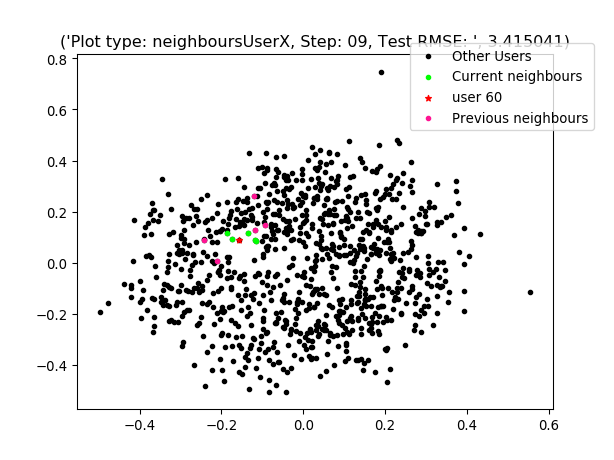 ('Plot type: neighboursUserX, Step: 09, Test RMSE: ', 3.415041)
Other Users
Current neighbours
user 60
Previous neighbours
0.8
0.6
0.4
0.2
0.0
−0.2
−0.4
−0.4 −0.2 0.0 0.2 0.4 0.6